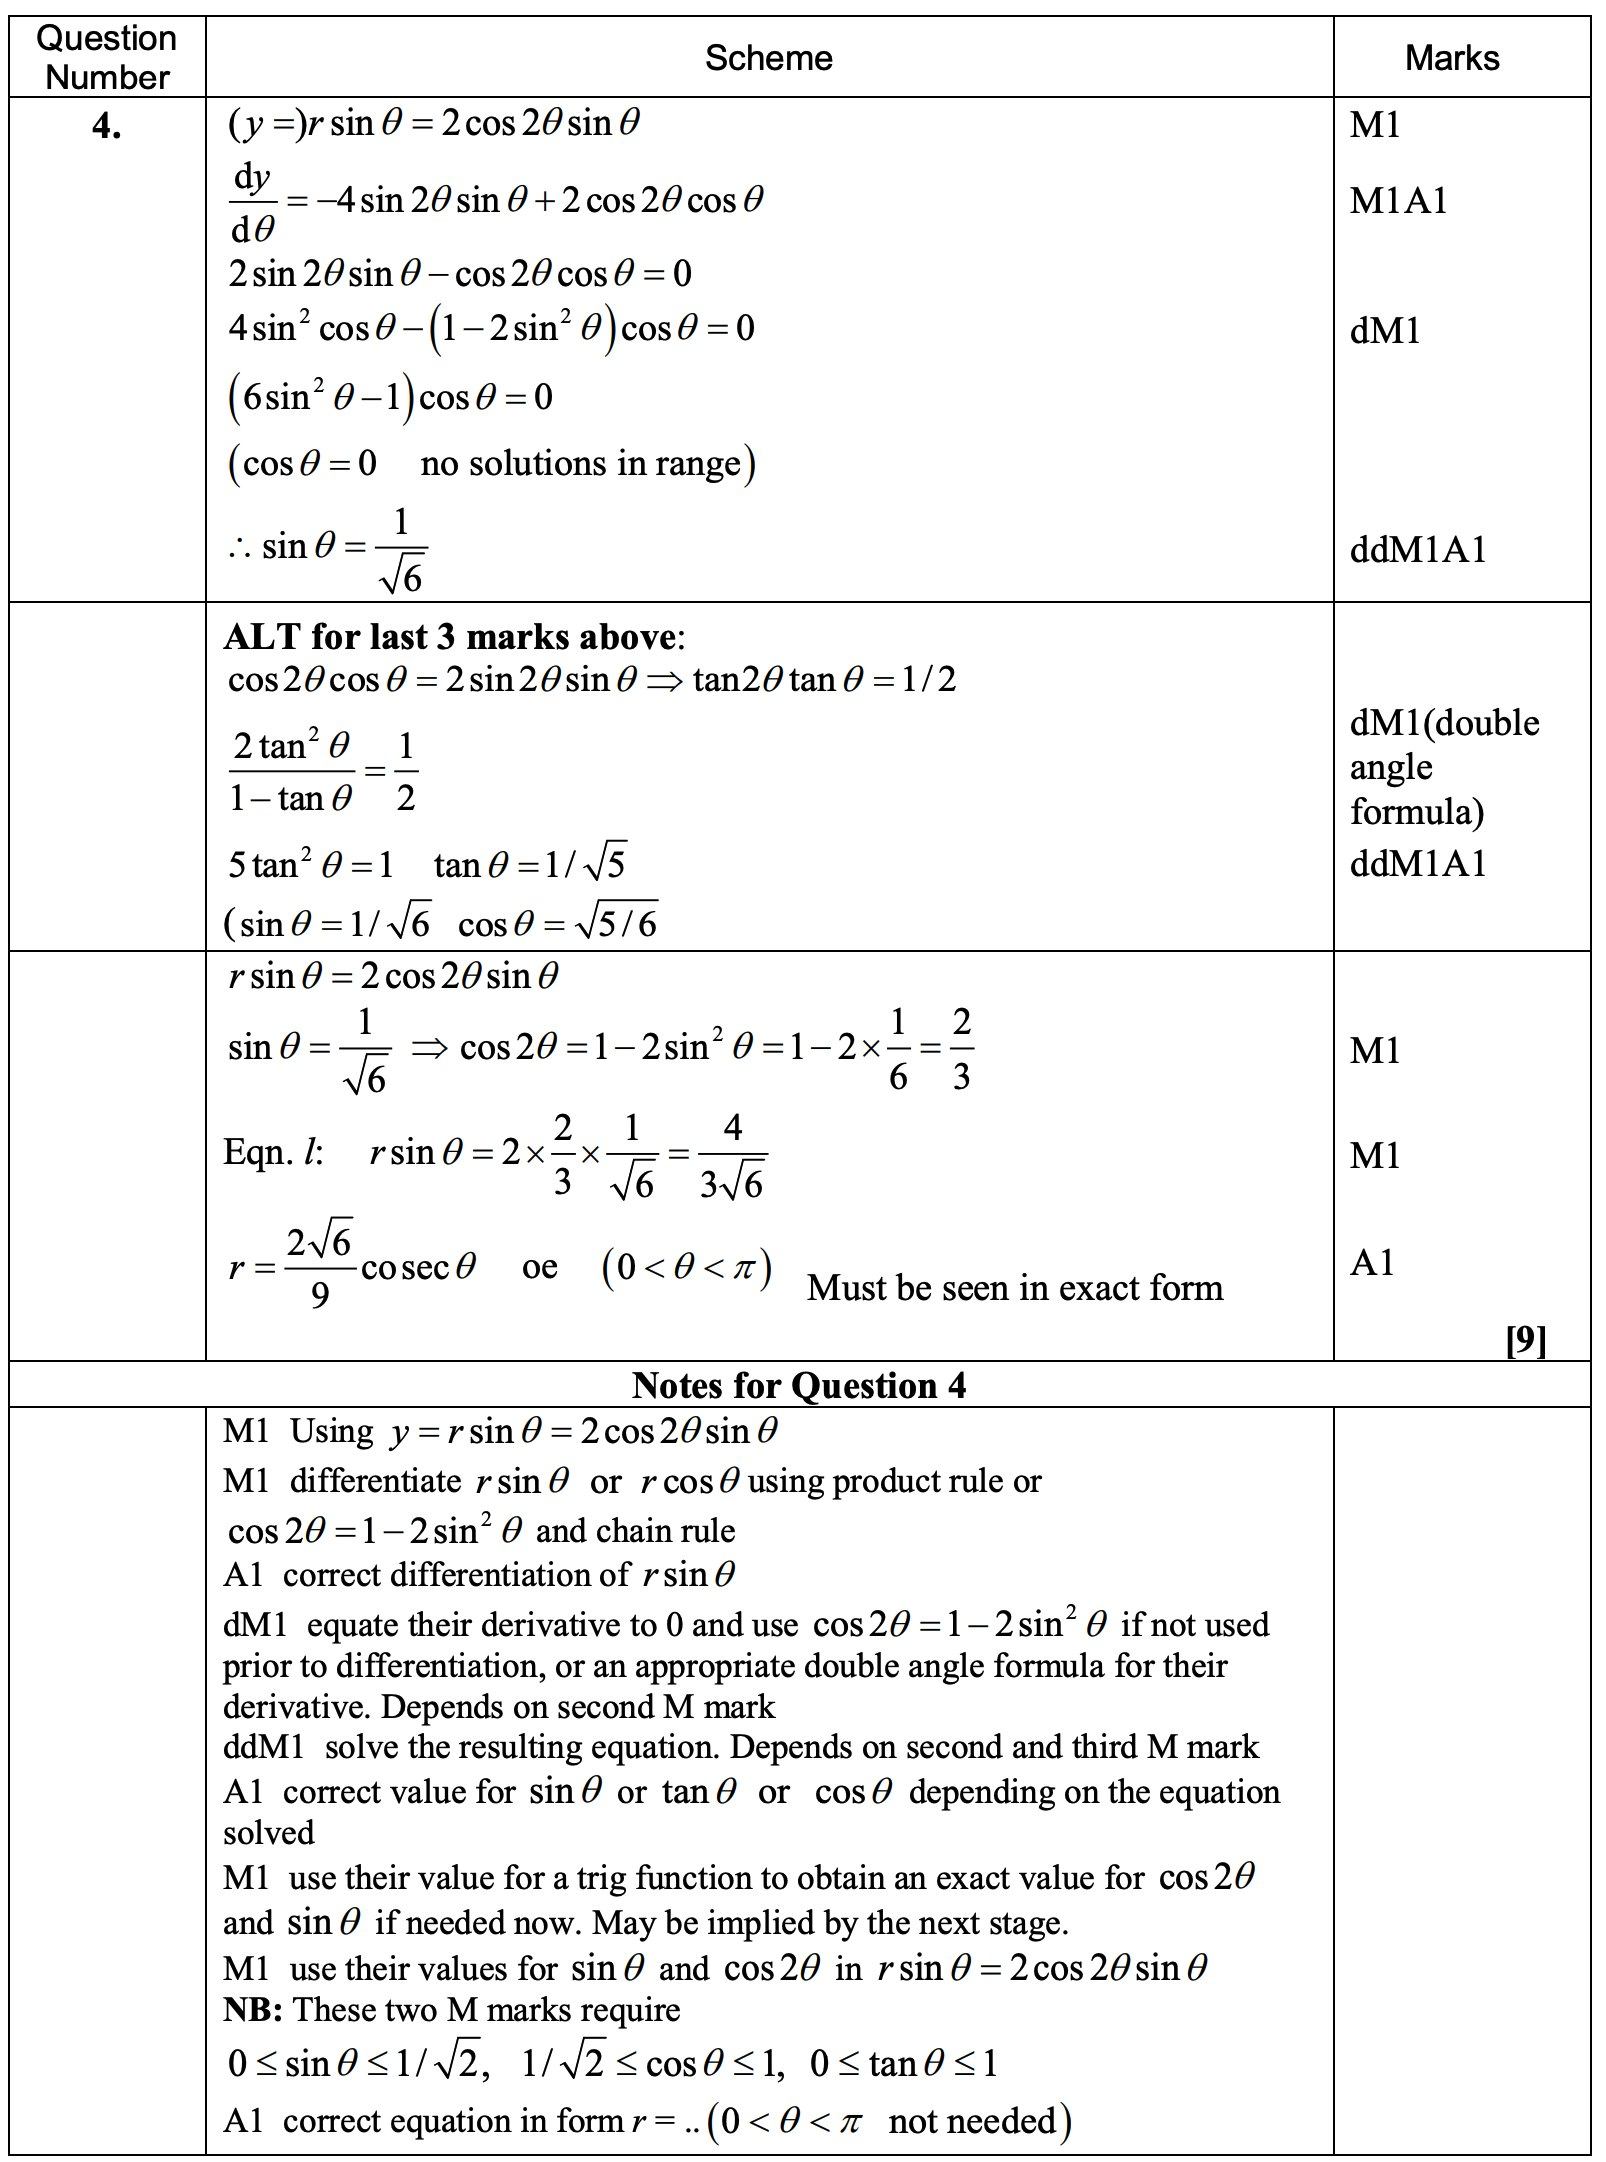 Question Number Scheme Marks
4. (y =)r sin θ = 2 cos 2θ sin θ M1
dy/dθ = −4 sin 2θ sin θ + 2 cos 2θ cos θ M1A1
2 sin 2θ sin θ − cos 2θ cos θ = 0
4 sin² cos θ − (1 − 2 sin² θ) cos θ = 0 dM1
(6 sin² θ − 1) cos θ = 0
(cos θ = 0 no solutions in range)
∴ sin θ = 1/√6 ddM1A1
ALT for last 3 marks above:
cos 2θ cos θ = 2 sin 2θ sin θ ⇒ tan2θ tan θ = 1/2
2 tan² θ / 1 − tan θ = 1/2 dM1(double angle formula)
5 tan² θ = 1 tan θ = 1/√5 ddM1A1
(sin θ = 1/√6 cos θ = √5/6
r sin θ = 2 cos 2θ sin θ
sin θ = 1/√6 ⇒ cos 2θ = 1 − 2 sin² θ = 1 − 2 × 1/6 = 2/3 M1
Eqn. l: r sin θ = 2 × 2/3 × 1/√6 = 4/3√6 M1
r = 2√6/9 cosec θ oe (0 < θ < π) Must be seen in exact form A1
[9]
Notes for Question 4
M1 Using y = r sin θ = 2 cos 2θ sin θ
M1 differentiate r sin θ or r cos θ using product rule or
cos 2θ = 1 − 2 sin² θ and chain rule
A1 correct differentiation of r sin θ
dM1 equate their derivative to 0 and use cos 2θ = 1 − 2 sin² θ if not used
prior to differentiation, or an appropriate double angle formula for their
derivative. Depends on second M mark
ddM1 solve the resulting equation. Depends on second and third M mark
A1 correct value for sin θ or tan θ or cos θ depending on the equation
solved
M1 use their value for a trig function to obtain an exact value for cos 2θ
and sin θ if needed now. May be implied by the next stage.
M1 use their values for sin θ and cos 2θ in r sin θ = 2 cos 2θ sin θ
NB: These two M marks require
0 ≤ sin θ ≤ 1/√2, 1/√2 ≤ cos θ ≤ 1, 0 ≤ tan θ ≤ 1
A1 correct equation in form r = ..(0 < θ < π not needed)